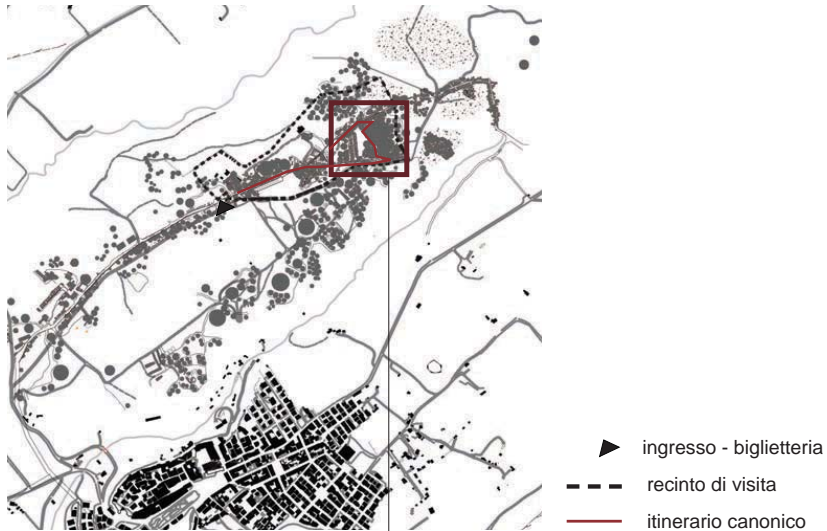 ingresso - biglietteria
recinto di visita
itinerario canonico